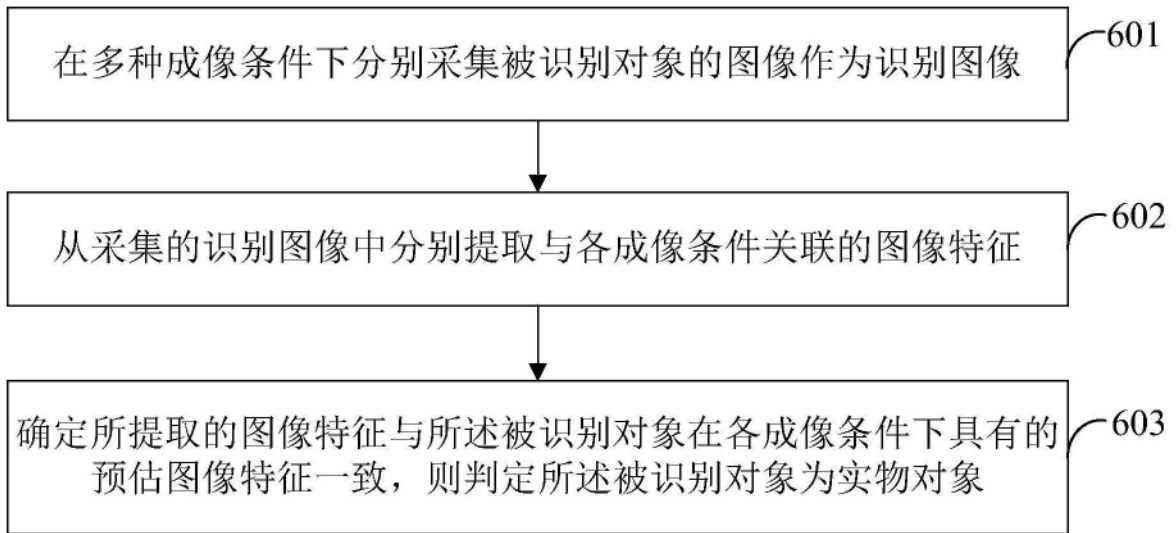 在多种成像条件下分别采集被识别对象的图像作为识别图像
601
从采集的识别图像中分别提取与各成像条件关联的图像特征
602
确定所提取的图像特征与所述被识别对象在各成像条件下具有的
预估图像特征一致，则判定所述被识别对象为实物对象
603